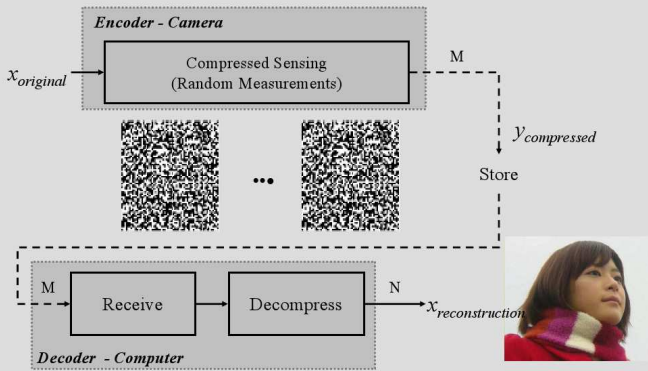 Encoder - Camera
Compressed Sensing
(Random Measurements)
x_original
M
y_compressed
Store
M
Receive
Decompress
N
x_reconstruction
Decoder - Computer